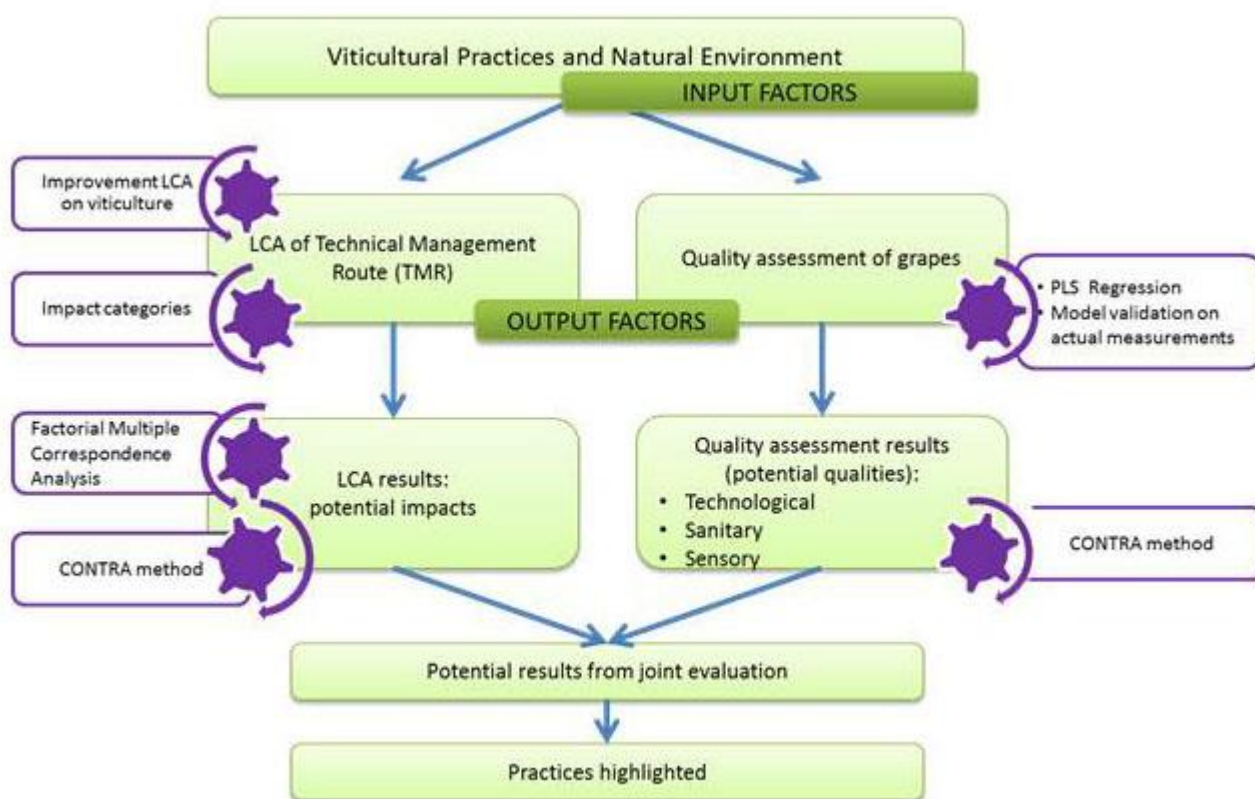 Viticultural Practices and Natural Environment
INPUT FACTORS
Improvement LCA
on viticulture
LCA of Technical Management
Route (TMR)
Quality assessment of grapes
• PLS Regression
• Model validation on
actual measurements
Impact categories
OUTPUT FACTORS
Factorial Multiple
Correspondence
Analysis
LCA results:
potential impacts
Quality assessment results
(potential qualities):
• Technological
• Sanitary
• Sensory
CONTRA method
CONTRA method
Potential results from joint evaluation
Practices highlighted